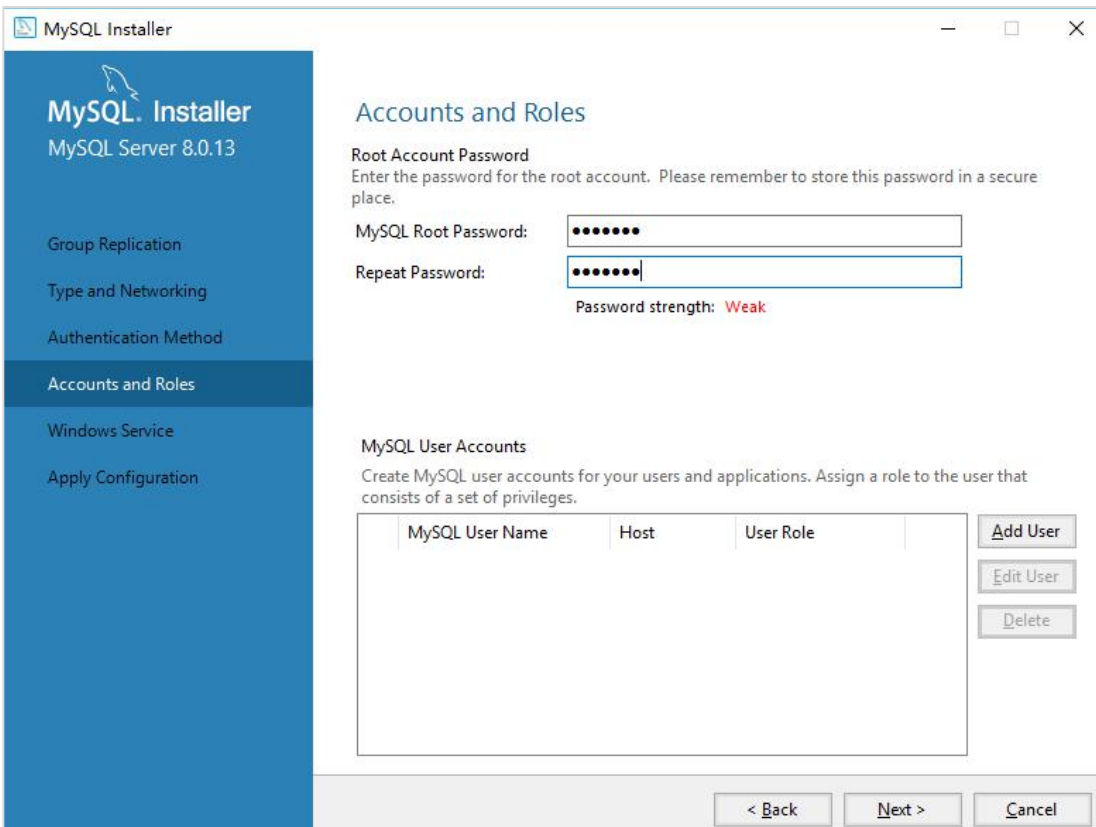 MySQL Installer
MySQL. Installer
MySQL Server 8.0.13
Group Replication
Type and Networking
Authentication Method
Accounts and Roles
Windows Service
Apply Configuration
Accounts and Roles
Root Account Password
Enter the password for the root account. Please remember to store this password in a secure
place.
MySQL Root Password: •••••••
Repeat Password: •••••••
Password strength: Weak
MySQL User Accounts
Create MySQL user accounts for your users and applications. Assign a role to the user that
consists of a set of privileges.
MySQL User Name Host User Role
Add User
Edit User
Delete
< Back Next > Cancel